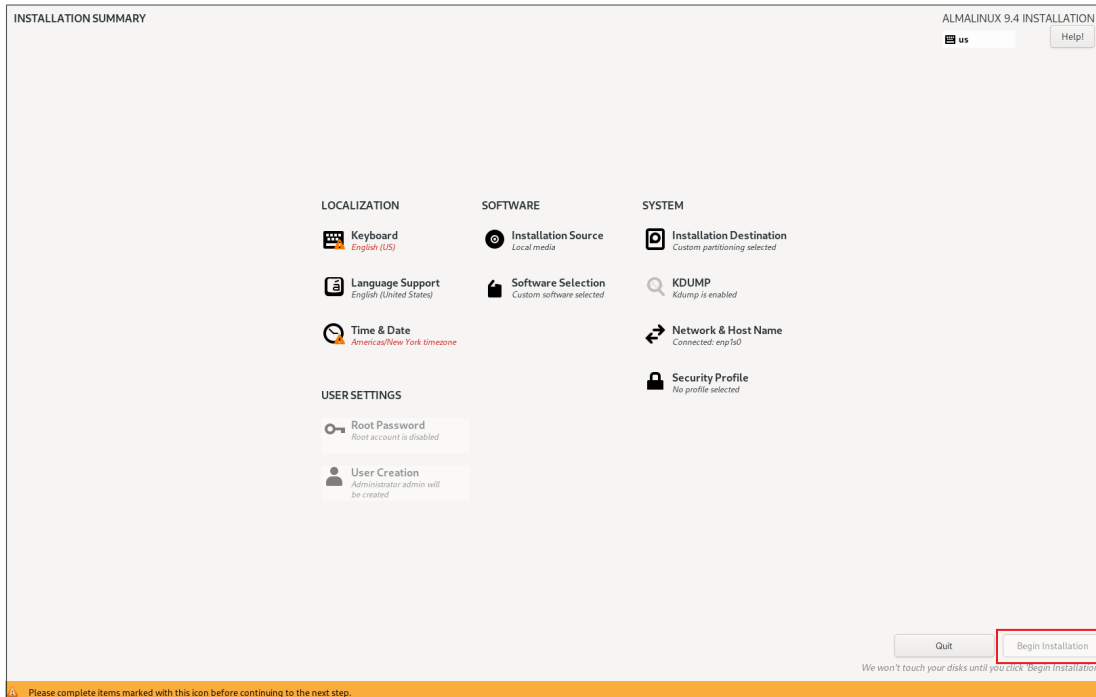 INSTALLATION SUMMARY
ALMALINUX 9.4 INSTALLATION
us
Help!
LOCALIZATION
Keyboard
English (US)
Language Support
English (United States)
Time & Date
Americas/New York timezone
USER SETTINGS
Root Password
Root account is disabled
User Creation
Administrator admin will
be created
SOFTWARE
Installation Source
Local media
Software Selection
Custom software selected
SYSTEM
Installation Destination
Custom partitioning selected
KDUMP
Kdump is enabled
Network & Host Name
Connected: enp1s0
Security Profile
No profile selected
Quit
Begin Installation
We won't touch your disks until you click 'Begin Installation
Please complete items marked with this icon before continuing to the next step.